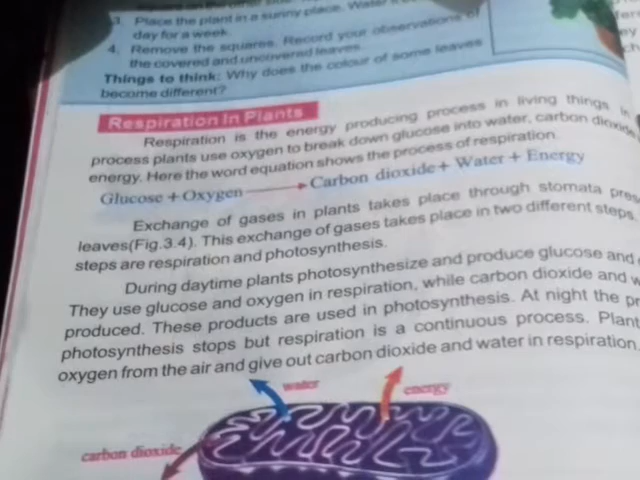 3. Place the plant in a sunny place. Water
day for a week.
4. Remove the squares. Record your observations of
the covered and uncovered leaves.
Things to think: Why does the colour of some leaves
become different?
Respiration In Plants
Respiration is the energy producing process in living things. In
process plants use oxygen to break down glucose into water, carbon dioxide
energy. Here the word equation shows the process of respiration.
Glucose + Oxygen → Carbon dioxide + Water + Energy
Exchange of gases in plants takes place through stomata pres
leaves(Fig.3.4). This exchange of gases takes place in two different steps.
steps are respiration and photosynthesis.
During daytime plants photosynthesize and produce glucose and
They use glucose and oxygen in respiration, while carbon dioxide and w
produced. These products are used in photosynthesis. At night the pr
photosynthesis stops but respiration is a continuous process. Plant
oxygen from the air and give out carbon dioxide and water in respiration.
water
energy
carbon dioxide